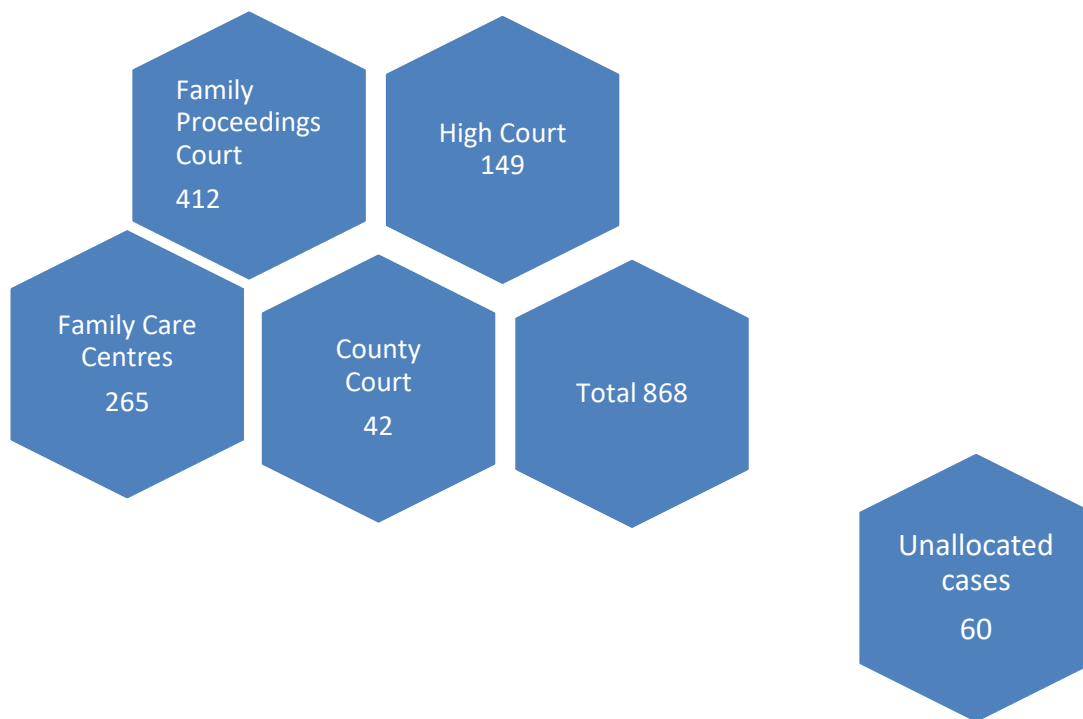 Family
Proceedings
Court
412
High Court
149
Family Care
Centres
265
County
Court
42
Total 868
Unallocated
cases
60